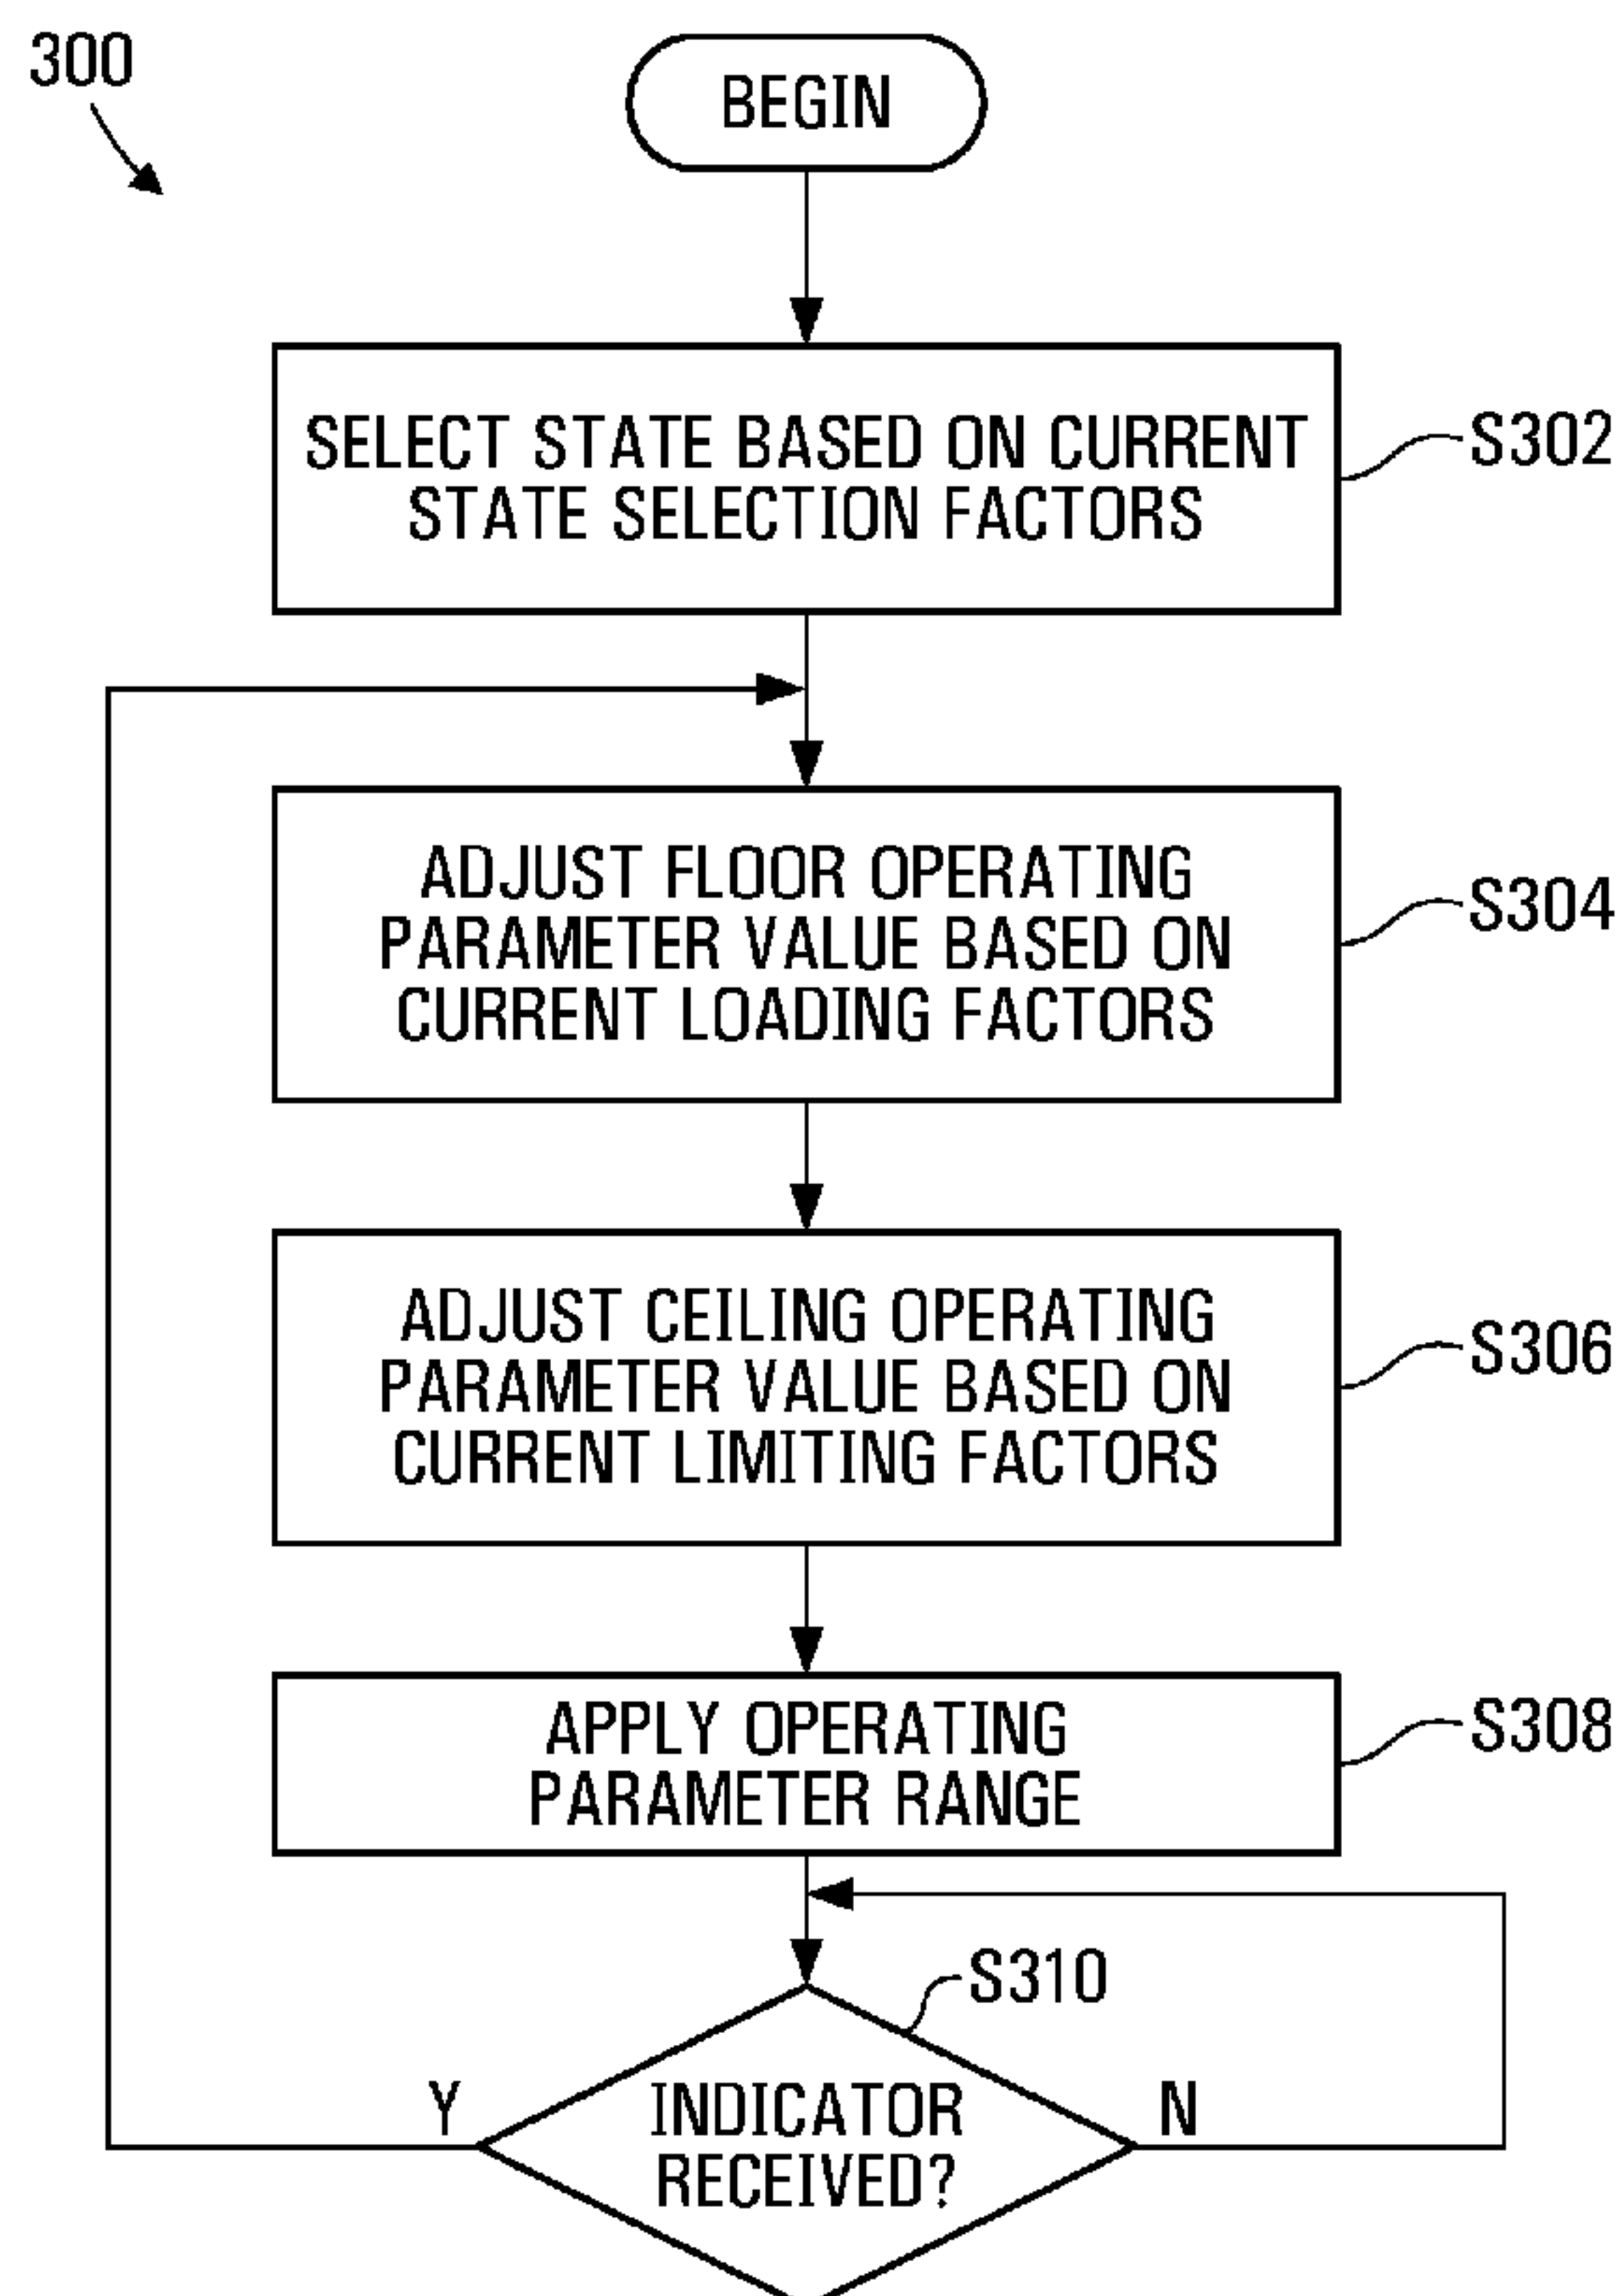 300
BEGIN
SELECT STATE BASED ON CURRENT
STATE SELECTION FACTORS
S302
ADJUST FLOOR OPERATING
PARAMETER VALUE BASED ON
CURRENT LOADING FACTORS
S304
ADJUST CEILING OPERATING
PARAMETER VALUE BASED ON
CURRENT LIMITING FACTORS
S306
APPLY OPERATING
PARAMETER RANGE
S308
S310
Y
INDICATOR
RECEIVED?
N